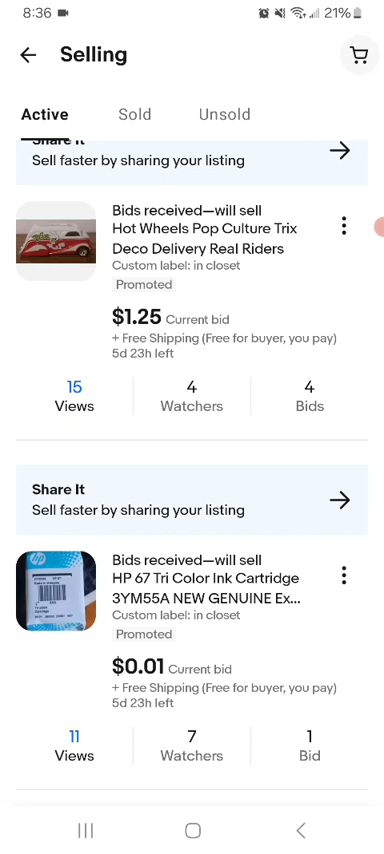 8:36
21%
Selling
Active
Sold
Unsold
Share It
Sell faster by sharing your listing
Bids received—will sell
Hot Wheels Pop Culture Trix
Deco Delivery Real Riders
Custom label: in closet
Promoted
$1.25 Current bid
+ Free Shipping (Free for buyer, you pay)
5d 23h left
15
4
4
Views
Watchers
Bids
Share It
Sell faster by sharing your listing
hp
Bids received—will sell
HP 67 Tri Color Ink Cartridge
3YM55A NEW GENUINE Ex...
Custom label: in closet
Promoted
$0.01 Current bid
+ Free Shipping (Free for buyer, you pay)
5d 23h left
11
7
1
Views
Watchers
Bid